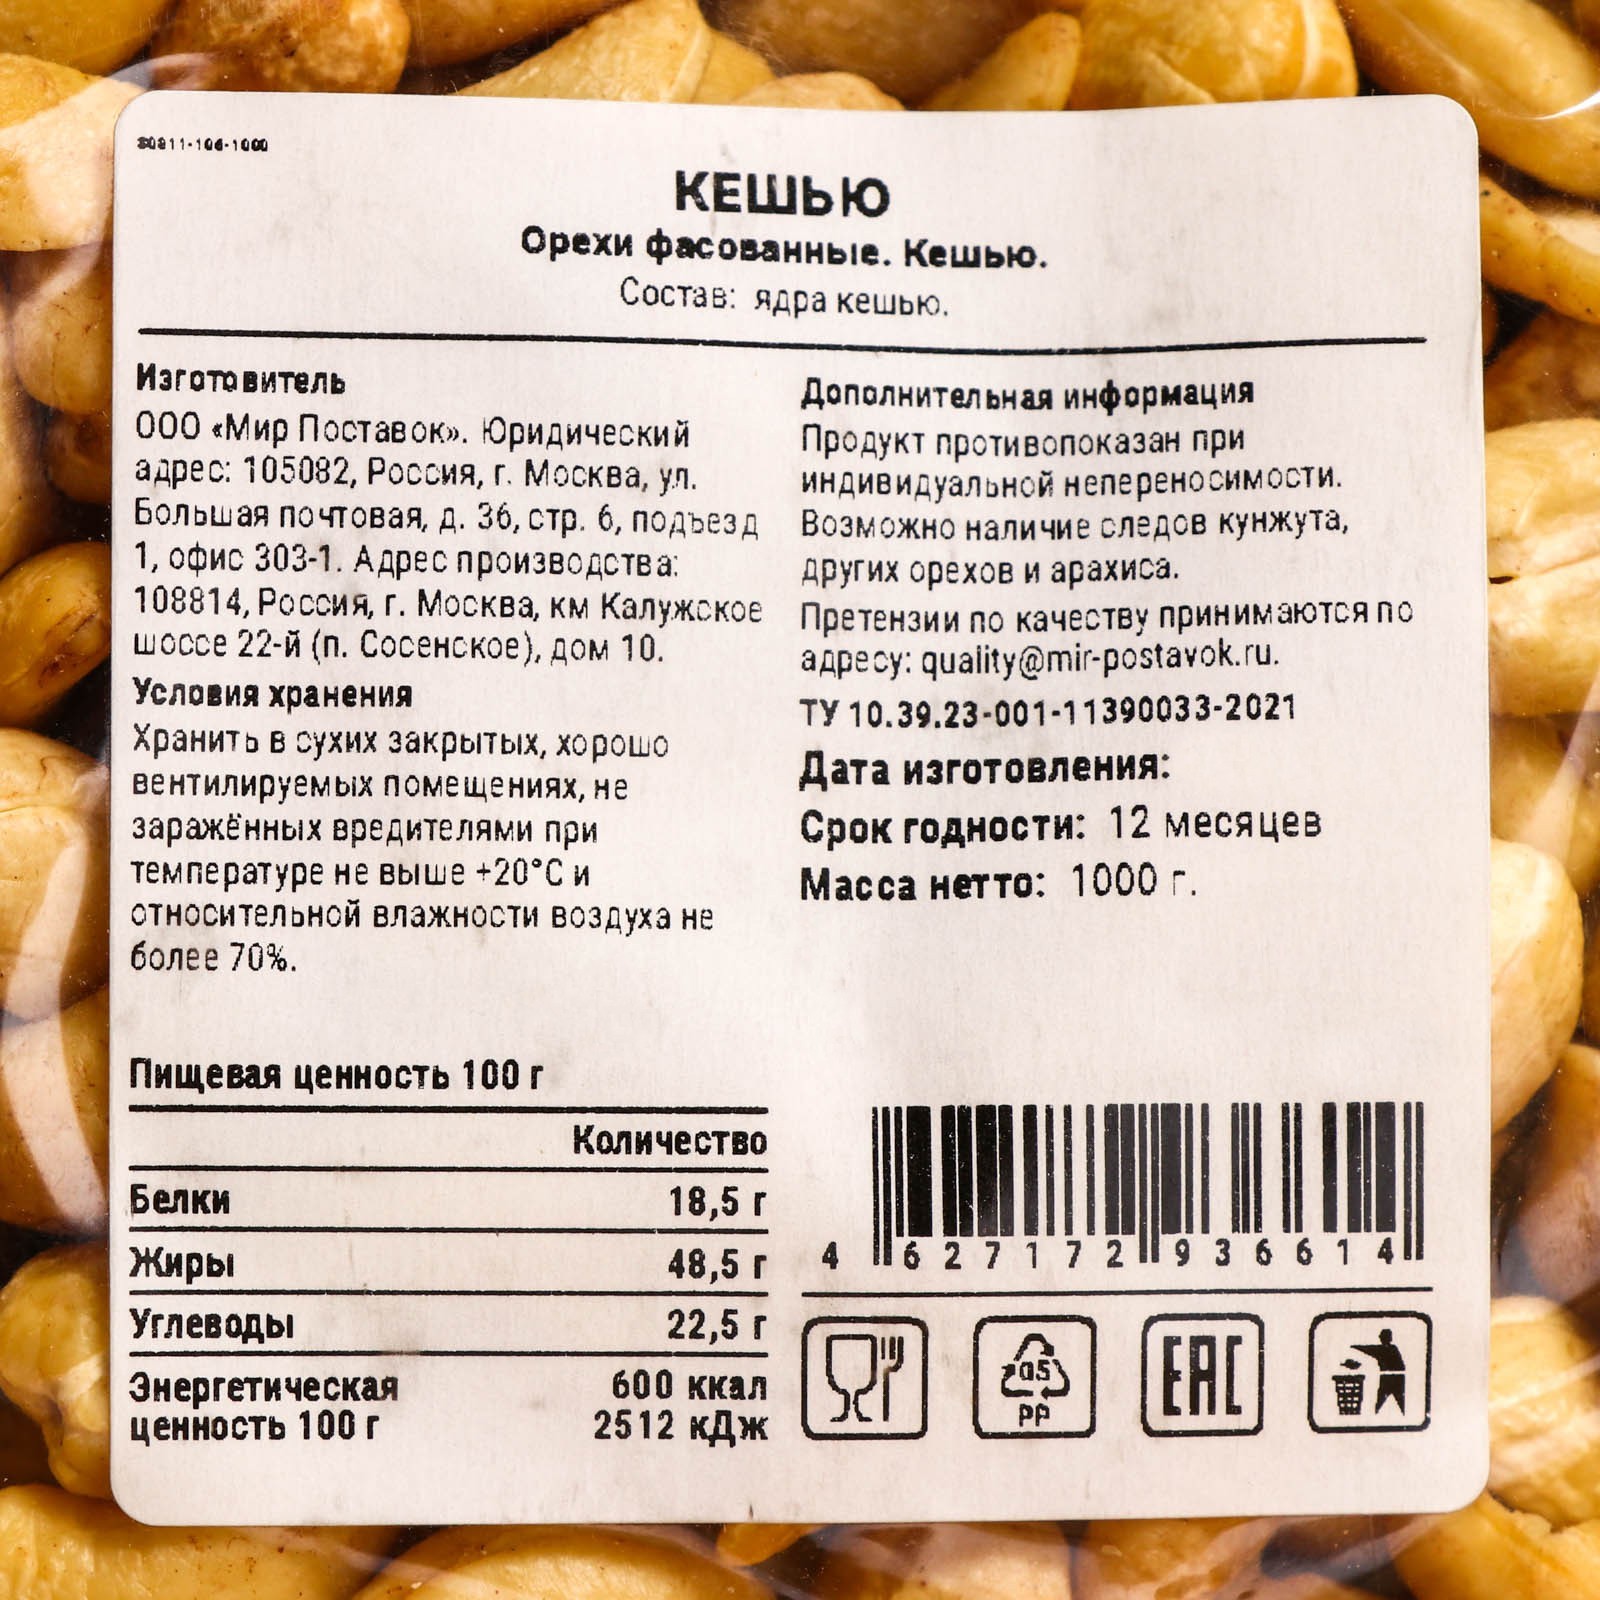 КЕШЬЮ
Орехи фасованные. Кешью.
Состав: ядра кешью.
Изготовитель
ООО «Мир Поставок». Юридический
адрес: 105082, Россия, г. Москва, ул.
Большая почтовая, д. 36, стр. 6, подъезд
1, офис 303-1. Адрес производства:
108814, Россия, г. Москва, км Калужское
шоссе 22-й (п. Сосенское), дом 10.
Условия хранения
Хранить в сухих закрытых, хорошо
вентилируемых помещениях, не
заражённых вредителями при
температуре не выше +20°С и
относительной влажности воздуха не
более 70%.
Дополнительная информация
Продукт противопоказан при
индивидуальной непереносимости.
Возможно наличие следов кунжута,
других орехов и арахиса.
Претензии по качеству принимаются по
адресу: quality@mir-postavok.ru.
ТУ 10.39.23-001-11390033-2021
Дата изготовления:
Срок годности: 12 месяцев
Масса нетто: 1000 г.
Пищевая ценность 100 г
Количество
Белки 18,5 г
Жиры 48,5 г
Углеводы 22,5 г
Энергетическая 600 ккал
ценность 100 г 2512 кДж
4 627172 936614
05
PP
EAC